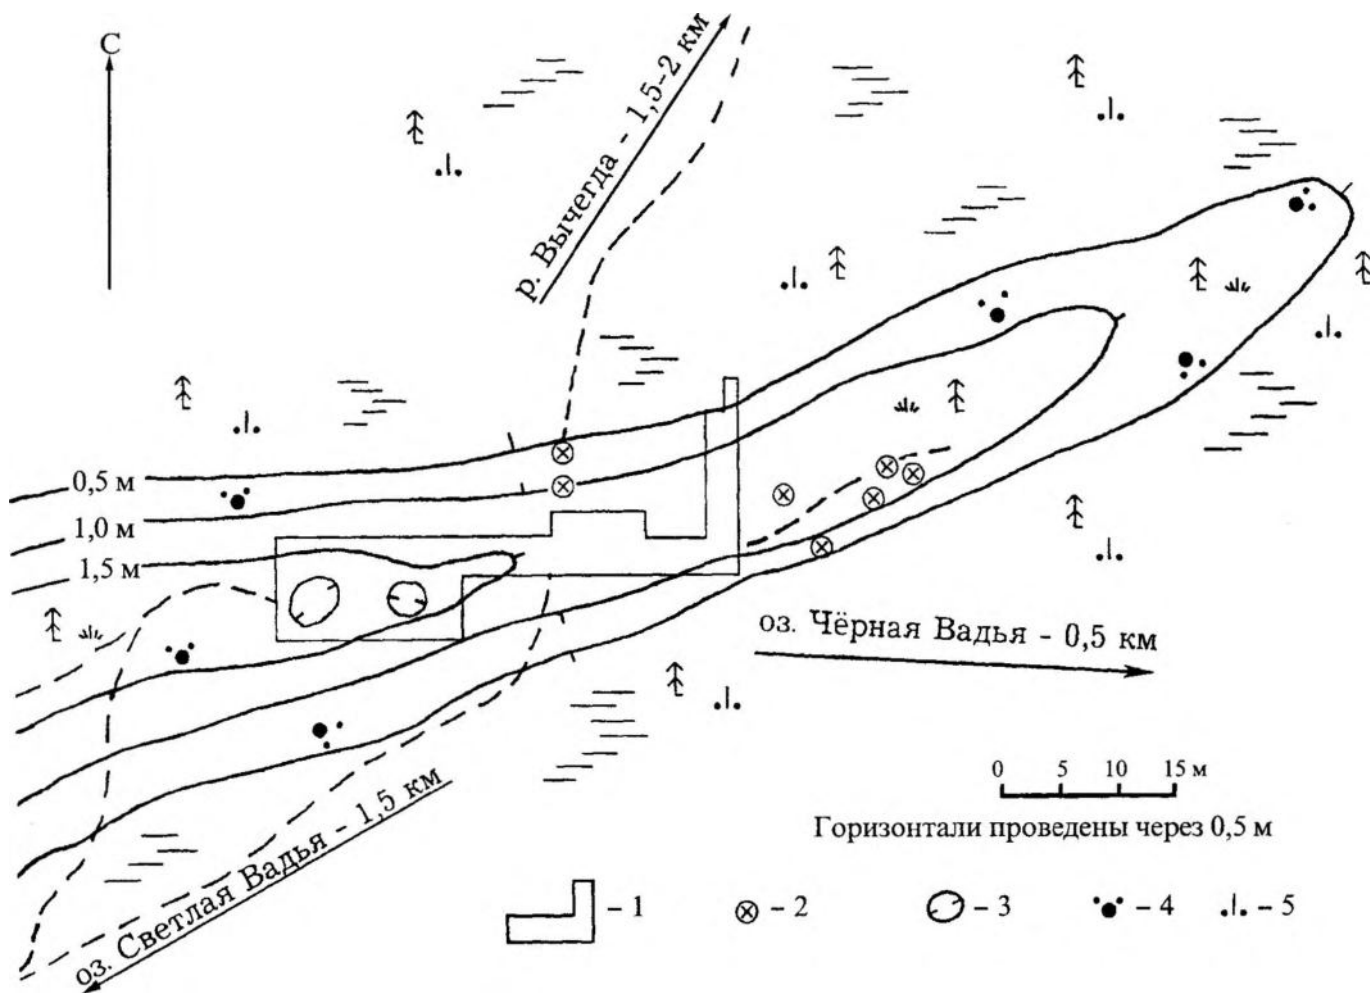 С
р. Вычегда - 1,5-2 км
0,5 м
1,0 м
1,5 м
оз. Чёрная Вадья - 0,5 км
оз. Светлая Вадья - 1,5 км
0 5 10 15 м
Горизонтали проведены через 0,5 м
- 1 - 2 - 3 - 4 - 5